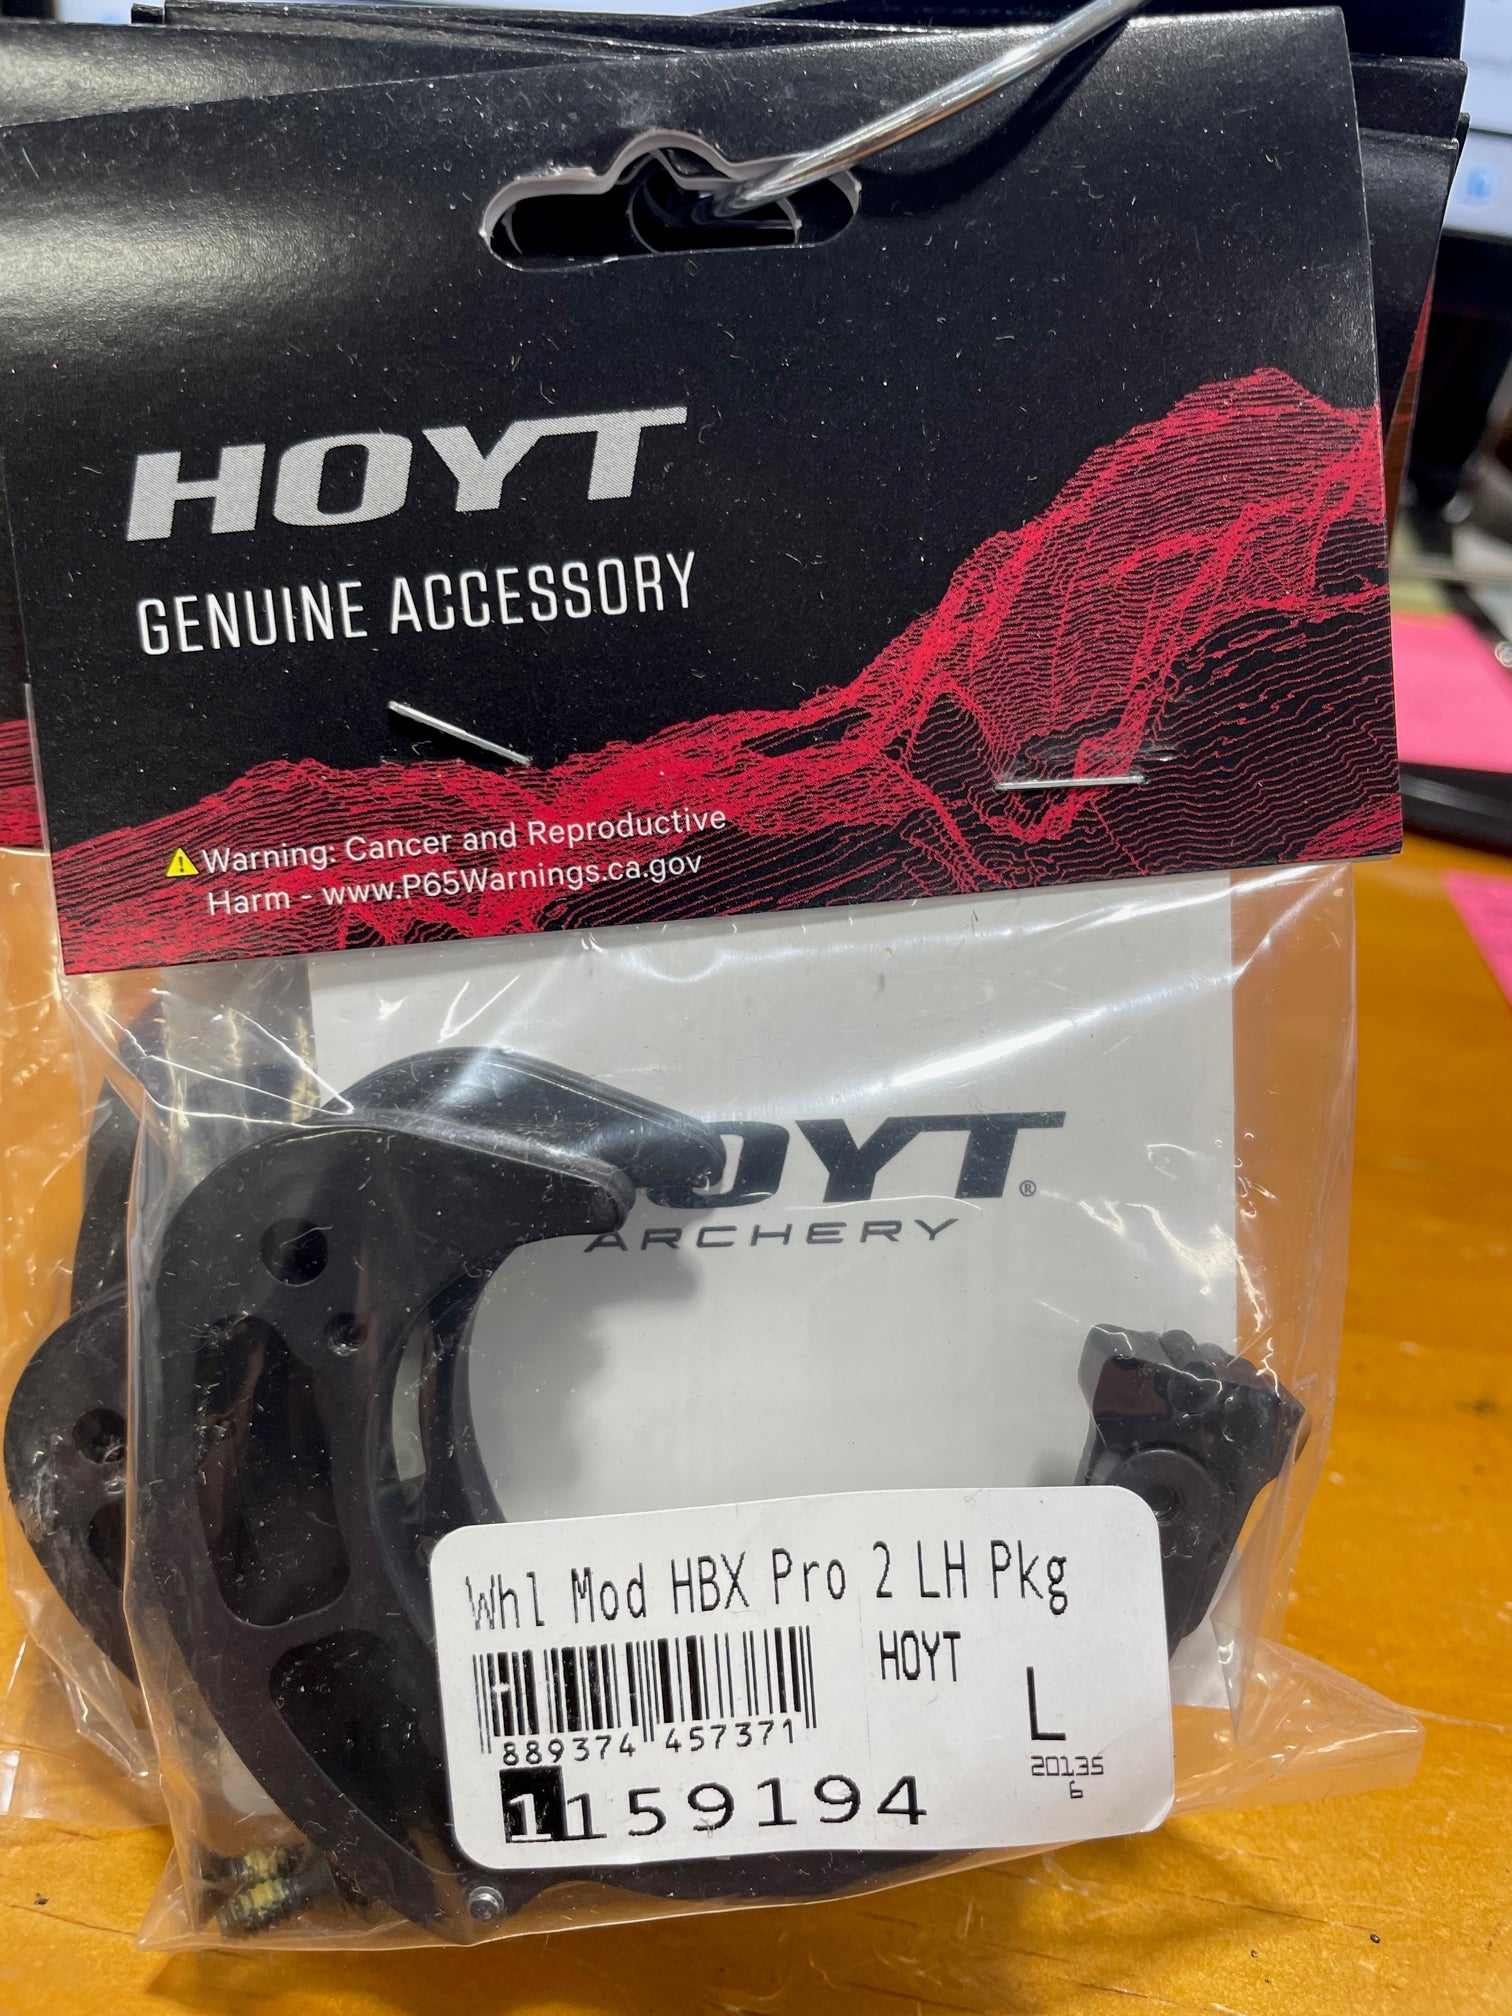 HOYT
GENUINE ACCESSORY
Warning: Cancer and Reproductive
Harm - www.P65Warnings.ca.gov
OYT®
ARCHERY
Whl Mod HBX Pro 2 LH Pkg
HOYT
L
889374 457371
20135
6
1159194